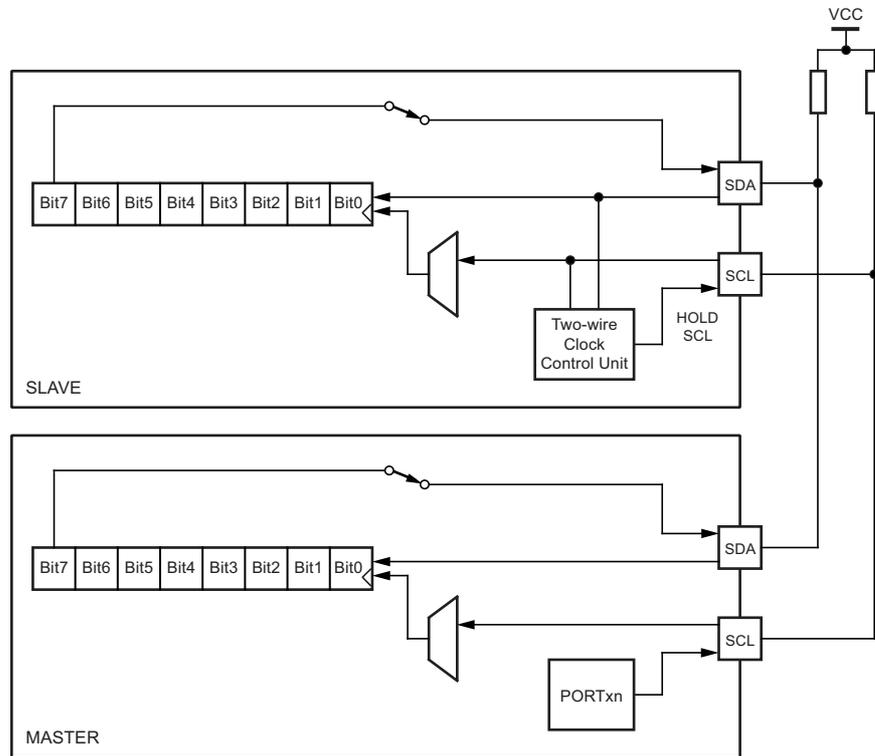 VCC
Bit7 Bit6 Bit5 Bit4 Bit3 Bit2 Bit1 Bit0
SDA
SCL
Two-wire
Clock
Control Unit
HOLD
SCL
SLAVE
Bit7 Bit6 Bit5 Bit4 Bit3 Bit2 Bit1 Bit0
SDA
SCL
PORTxn
MASTER